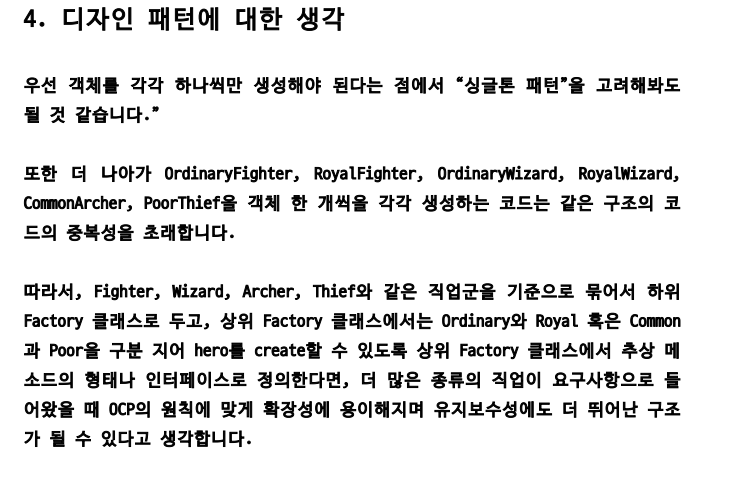 4. 디자인 패턴에 대한 생각
우선 객체를 각각 하나씩만 생성해야 된다는 점에서 “싱글톤 패턴”을 고려해봐도
될 것 같습니다.”
또한 더 나아가 OrdinaryFighter, RoyalFighter, OrdinaryWizard, RoyalWizard,
CommonArcher, PoorThief을 객체 한 개씩을 각각 생성하는 코드는 같은 구조의 코
드의 중복성을 초래합니다.
따라서, Fighter, Wizard, Archer, Thief와 같은 직업군을 기준으로 묶어서 하위
Factory 클래스로 두고, 상위 Factory 클래스에서는 Ordinary와 Royal 혹은 Common
과 Poor을 구분 지어 hero를 create할 수 있도록 상위 Factory 클래스에서 추상 메
소드의 형태나 인터페이스로 정의한다면, 더 많은 종류의 직업이 요구사항으로 들
어왔을 때 OCP의 원칙에 맞게 확장성에 용이해지며 유지보수성에도 더 뛰어난 구조
가 될 수 있다고 생각합니다.